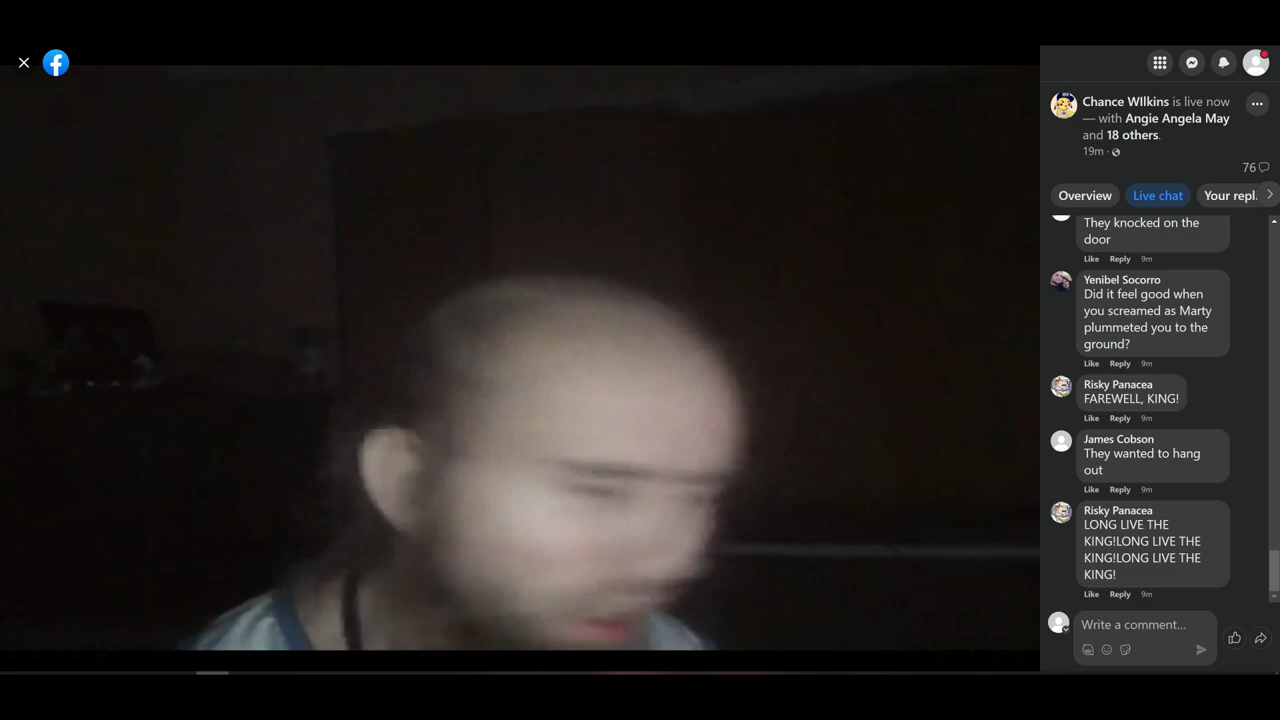 Chance WIlkins is live now
— with Angie Angela May
and 18 others.
19m
76
Overview
Live chat
Your repl.
They knocked on the
door
Like Reply 9m
Yenibel Socorro
Did it feel good when
you screamed as Marty
plummeted you to the
ground?
Like Reply 9m
Risky Panacea
FAREWELL, KING!
Like Reply 9m
James Cobson
They wanted to hang
out
Like Reply 9m
Risky Panacea
LONG LIVE THE
KING!LONG LIVE THE
KING!LONG LIVE THE
KING!
Like Reply 9m
Write a comment...